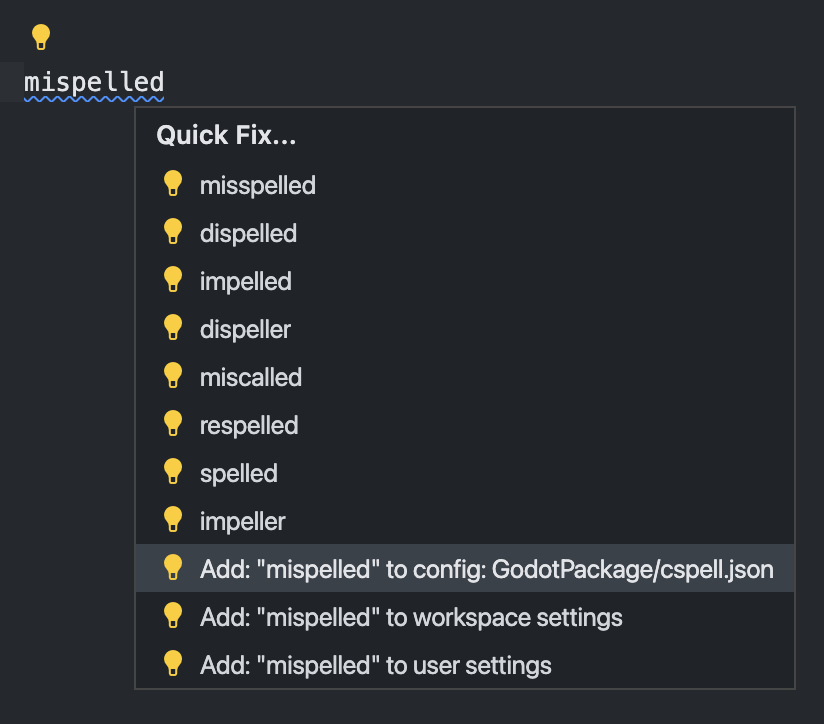 mispelled
Quick Fix...
misspelled
dispelled
impelled
dispeller
miscalled
respelled
spelled
impeller
Add: "mispelled" to config: GodotPackage/cspell.json
Add: "mispelled" to workspace settings
Add: "mispelled" to user settings